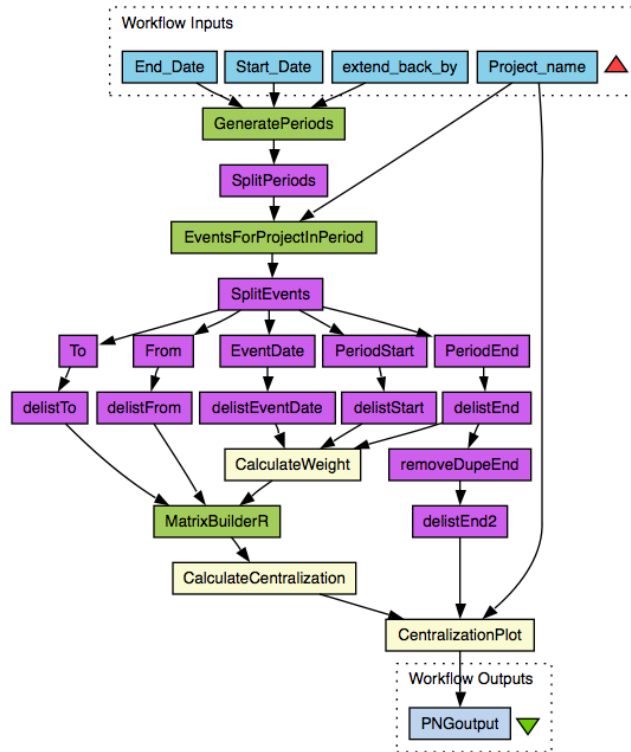 Workflow Inputs
End_Date
Start_Date
extend_back_by
Project_name
GeneratePeriods
SplitPeriods
EventsForProjectInPeriod
SplitEvents
To
From
EventDate
PeriodStart
PeriodEnd
delistTo
delistFrom
delistEventDate
delistStart
delistEnd
CalculateWeight
removeDupeEnd
MatrixBuilderR
delistEnd2
CalculateCentralization
CentralizationPlot
Workflow Outputs
PNGoutput